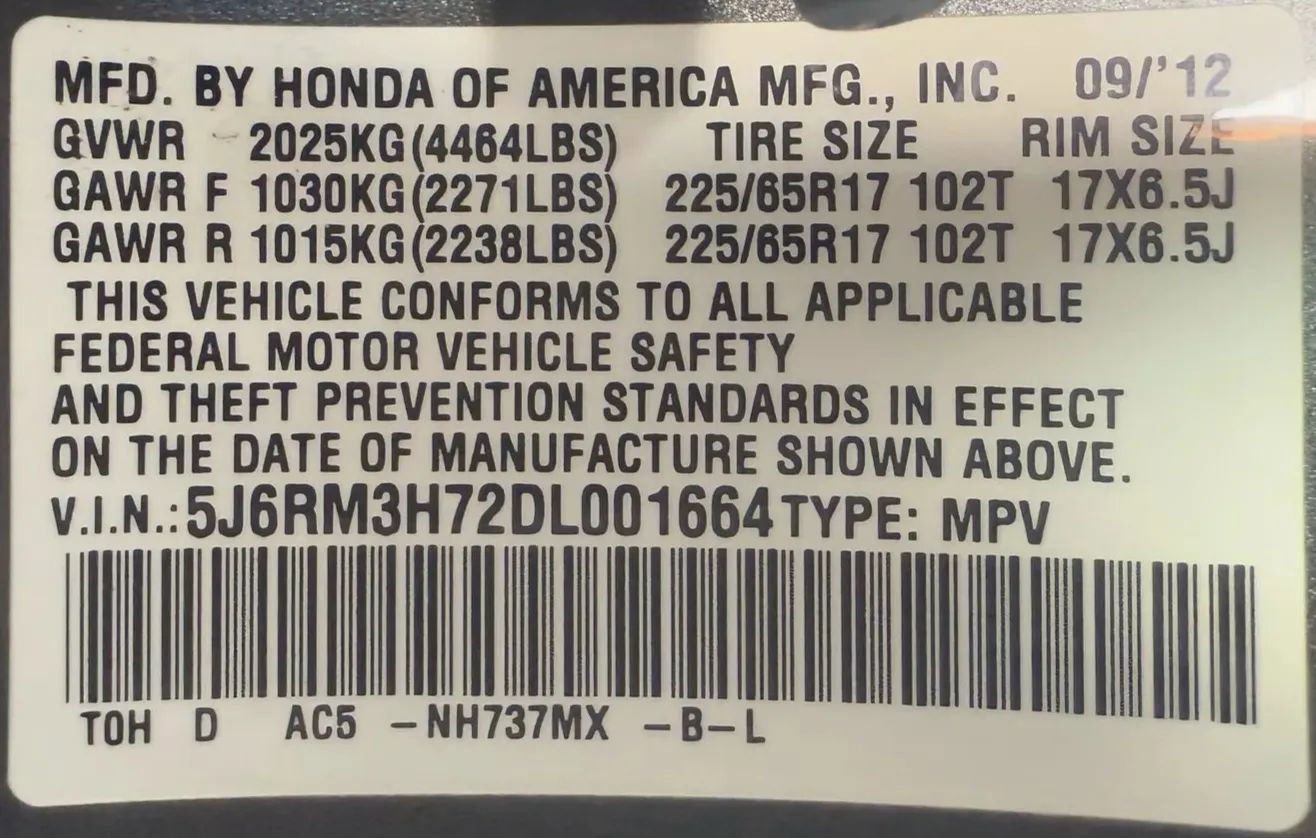 MFD. BY HONDA OF AMERICA MFG., INC. 09/'12
GVWR 2025KG(4464LBS) TIRE SIZE RIM SIZE
GAWR F 1030KG(2271LBS) 225/65R17 102T 17X6.5J
GAWR R 1015KG(2238LBS) 225/65R17 102T 17X6.5J
THIS VEHICLE CONFORMS TO ALL APPLICABLE
FEDERAL MOTOR VEHICLE SAFETY
AND THEFT PREVENTION STANDARDS IN EFFECT
ON THE DATE OF MANUFACTURE SHOWN ABOVE.
V.I.N.:5J6RM3H72DL001664 TYPE: MPV
TOH D AC5 -NH737MX -B-L